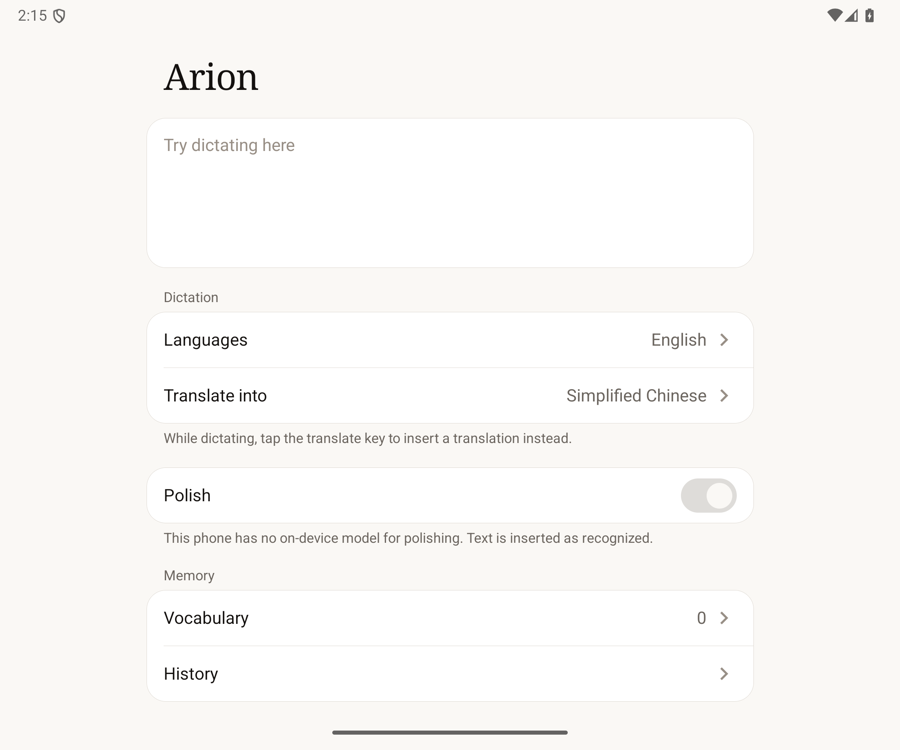 2:15
Arion
Try dictating here
Dictation
Languages English
Translate into Simplified Chinese
While dictating, tap the translate key to insert a translation instead.
Polish
This phone has no on-device model for polishing. Text is inserted as recognized.
Memory
Vocabulary 0
History